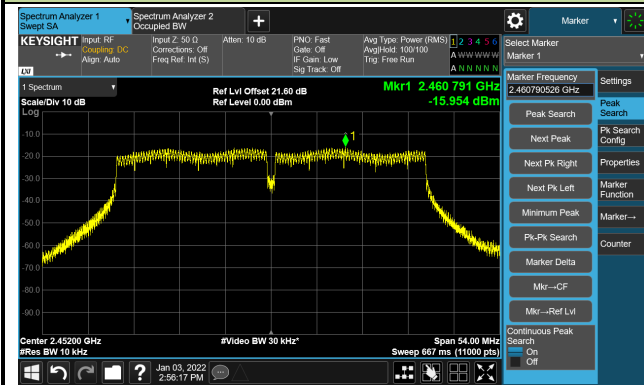 Spectrum Analyzer 1
Swept SA
Spectrum Analyzer 2
Occupied BW
+
Marker
KEYSIGHT
Input: RF
Coupling: DC
Align: Auto
Input Z: 50 Ω
Corrections: Off
Freq Ref: Int (S)
Atten: 10 dB
PNO: Fast
Gate: Off
IF Gain: Low
Sig Track: Off
Avg Type: Power (RMS)
Avg|Hold: 100/100
Trig: Free Run
1 2 3 4 5 6
A W W W W W
A N N N N N
LXI
Select Marker
Marker 1
1 Spectrum
Scale/Div 10 dB
Log
Ref Lvl Offset 21.60 dB
Ref Level 0.00 dBm
Mkr1 2.460 791 GHz
-15.954 dBm
1
-10.0
-20.0
-30.0
-40.0
-50.0
-60.0
-70.0
-80.0
-90.0
Center 2.45200 GHz
#Res BW 10 kHz
#Video BW 30 kHz*
Span 54.00 MHz
Sweep 667 ms (11000 pts)
Marker Frequency
2.460790526 GHz
Peak Search
Next Peak
Next Pk Right
Next Pk Left
Minimum Peak
Pk-Pk Search
Marker Delta
Mkr→CF
Mkr→Ref Lvl
Continuous Peak
Search
On
Off
Settings
Peak
Search
Pk Search
Config
Properties
Marker
Function
Marker→
Counter
?
Jan 03, 2022
2:56:17 PM